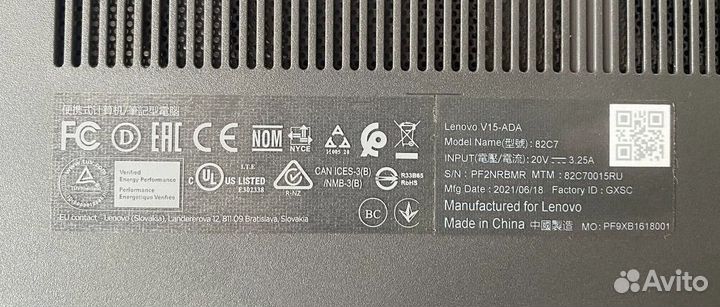 便携式计算机/筆記型電腦
FC D EAC CE NOM NYCE
I.T.E.
c UL US LISTED
E302338
R-NZ
CAN ICES-3(B)
/NMB-3(B)
R33B65
RoHS
Verified
Energy Performance
Performance
Énergétique Vérifiée
BC
EU contact: Lenovo (Slovakia), Landererova 12, 811 09 Bratislava, Slovakia
Lenovo V15-ADA
Model Name(型號): 82C7
INPUT(電壓/電流): 20V 3.25A
S/N: PF2NRBMR MTM: 82C70015RU
Mfg Date: 2021/06/18 Factory ID: GXSC
Manufactured for Lenovo
Made in China 中國製造 MO: PF9XB1618001
Avito